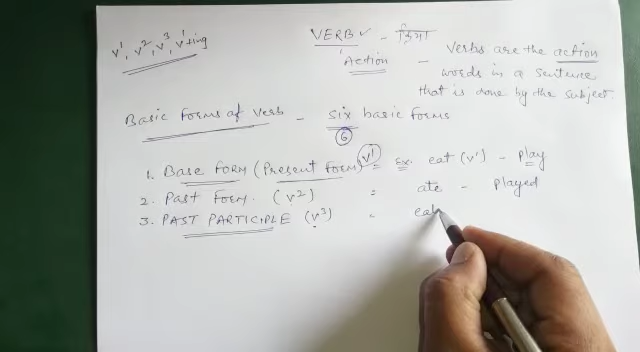 v¹, v², v³, v¹+ing
VERB ✓ - क्रिया
Action - Verbs are the action
words in a sentence
that is done by the subject.
Basic forms of Verb - six basic forms
6
1. Base Form (Present Form) (v¹) = Ex. eat (v¹) - Play
2. Past Form. (v²) = ate - Played
3. PAST PARTICIPLE (v³) = eat